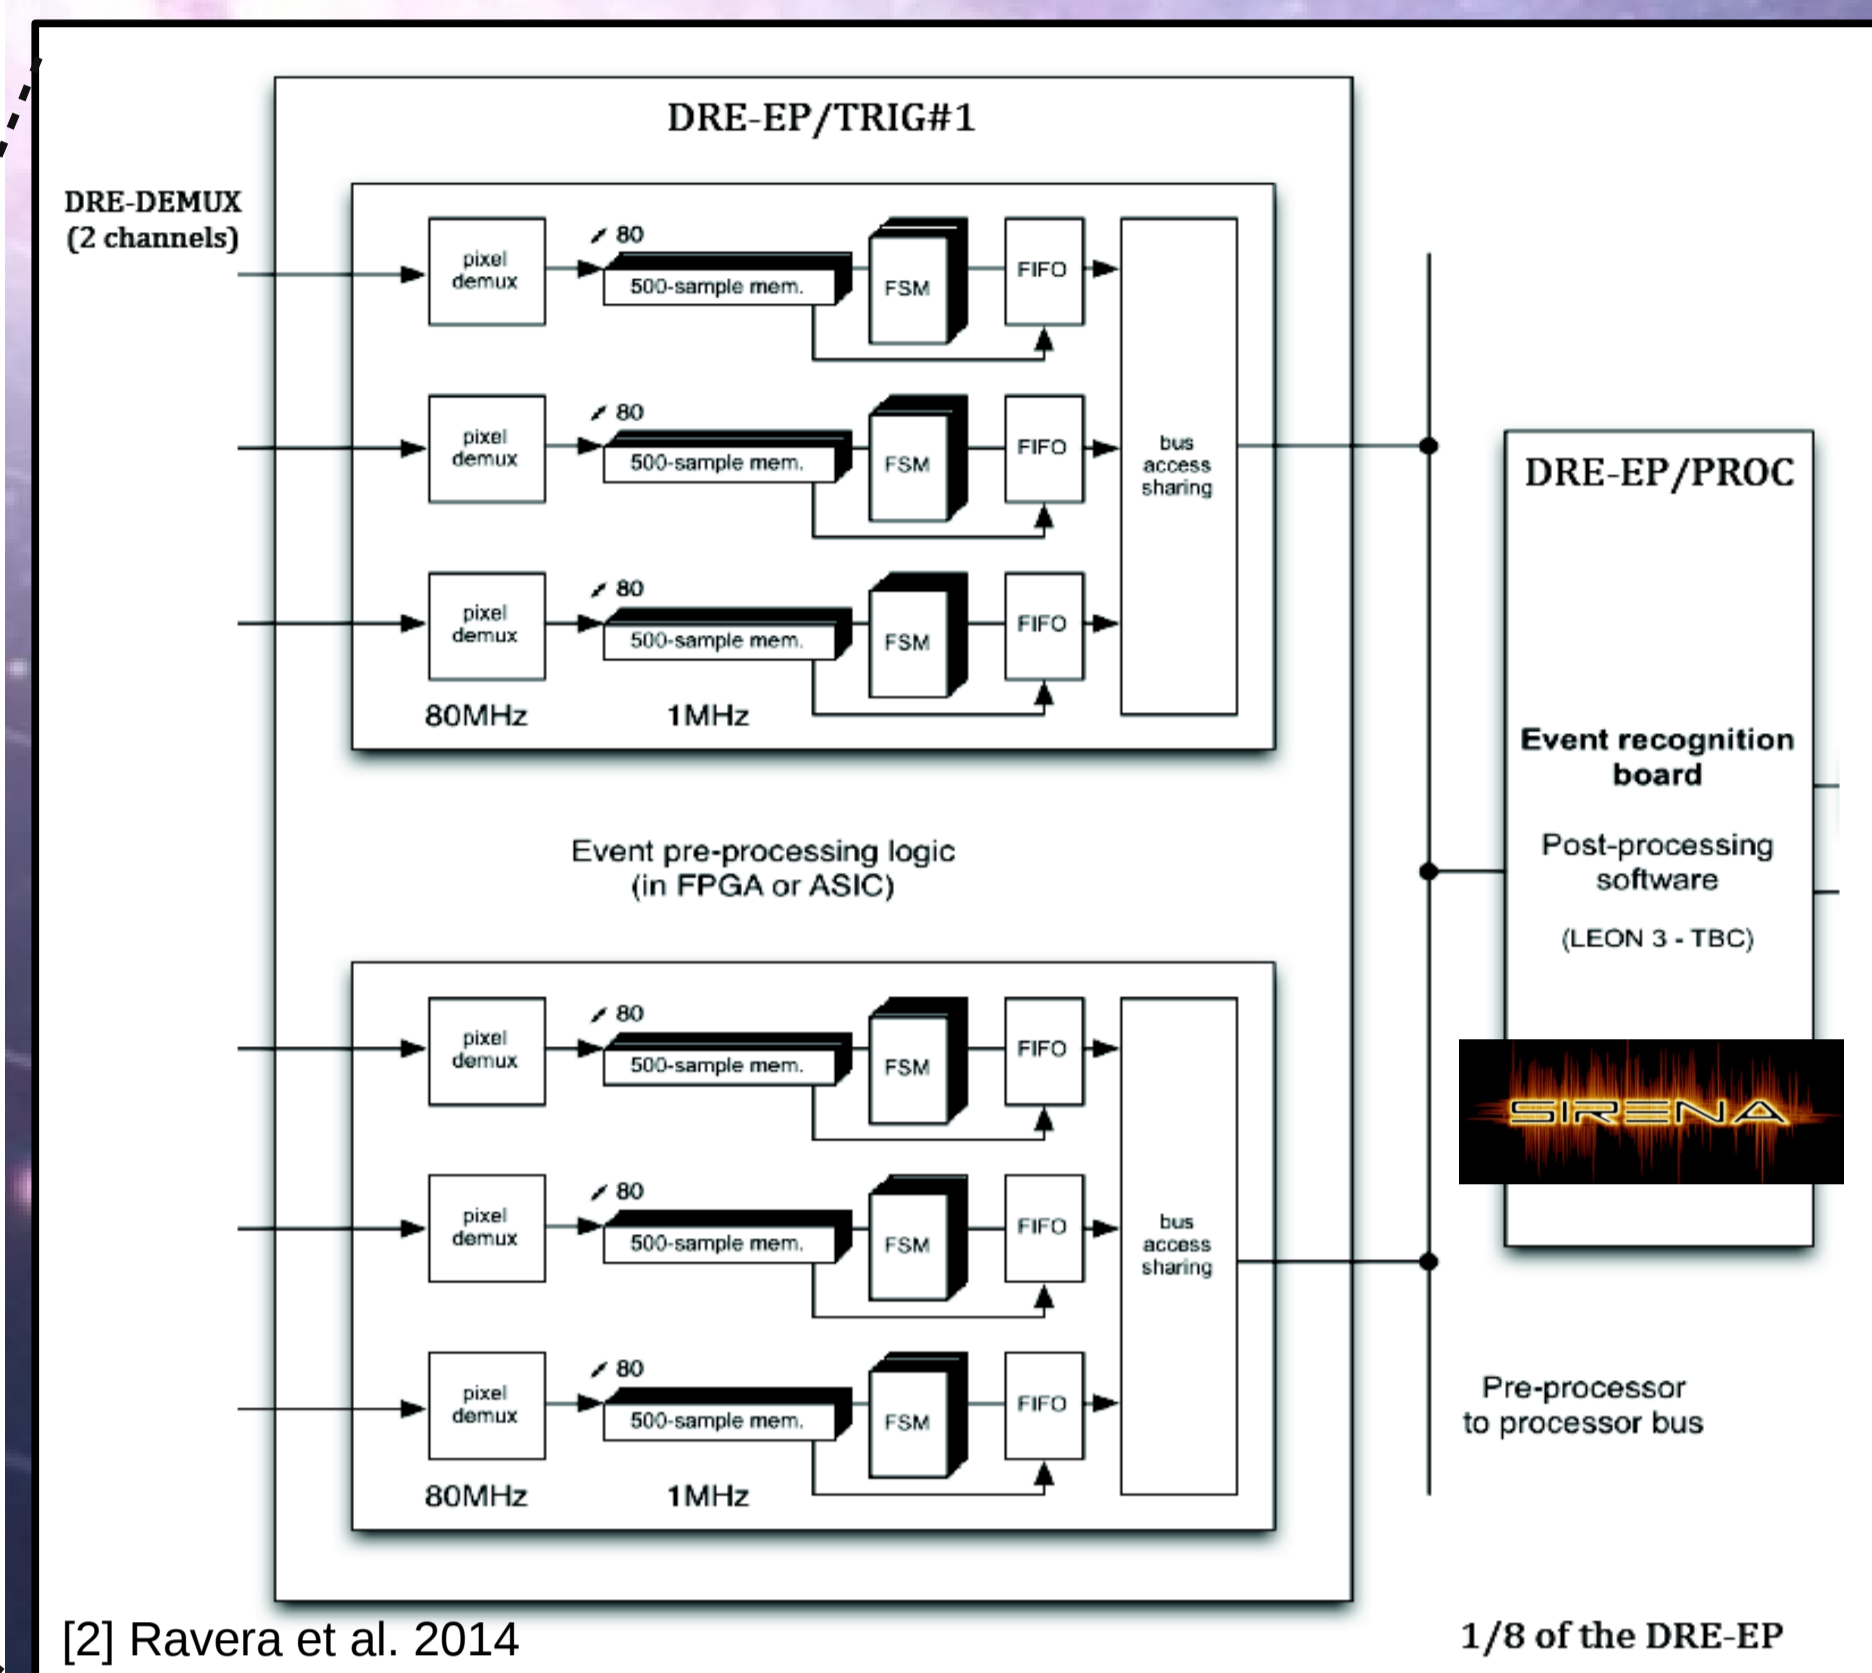 DRE-EP/TRIG#1
DRE-DEMUX
(2 channels)
pixel
demux
80
500-sample mem.
FSM
FIFO
pixel
demux
80
500-sample mem.
FSM
FIFO
bus
access
sharing
pixel
demux
80
500-sample mem.
FSM
FIFO
80MHz
1MHz
Event pre-processing logic
(in FPGA or ASIC)
pixel
demux
80
500-sample mem.
FSM
FIFO
pixel
demux
80
500-sample mem.
FSM
FIFO
bus
access
sharing
pixel
demux
80
500-sample mem.
FSM
FIFO
80MHz
1MHz
DRE-EP/PROC
Event recognition
board
Post-processing
software
(LEON 3 - TBC)
SIRENA
Pre-processor
to processor bus
[2] Ravera et al. 2014
1/8 of the DRE-EP